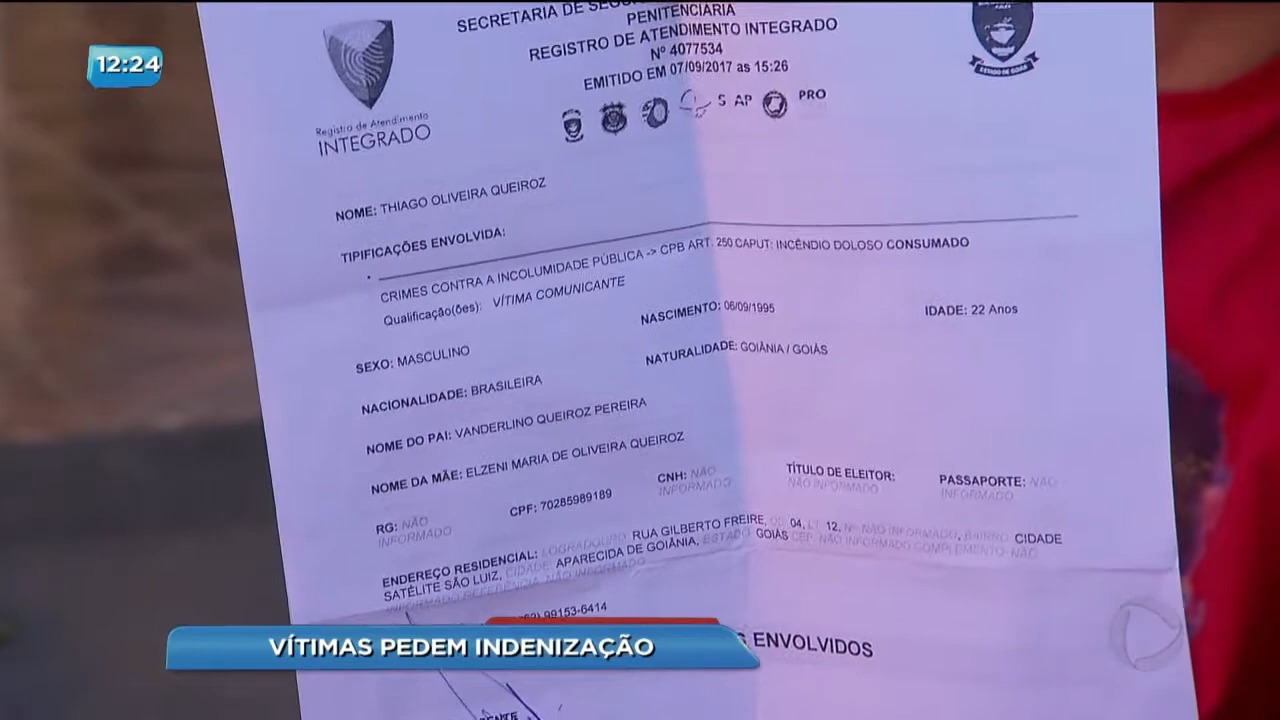 12:24
SECRETARIA DE
PENITENCIARIA
REGISTRO DE ATENDIMENTO INTEGRADO
Nº 4077534
EMITIDO EM 07/09/2017 as 15:26
S AP PRO
Registro de Atendimento
INTEGRADO
ESTADO DE GOIÁS
NOME: THIAGO OLIVEIRA QUEIROZ
TIPIFICAÇÕES ENVOLVIDA:
CRIMES CONTRA A INCOLUMIDADE PÚBLICA -> CPB ART. 250 CAPUT: INCÊNDIO DOLOSO CONSUMADO
Qualificação(ões): VÍTIMA COMUNICANTE
SEXO: MASCULINO NASCIMENTO: 06/09/1995 IDADE: 22 Anos
NACIONALIDADE: BRASILEIRA NATURALIDADE: GOIÂNIA / GOIÁS
NOME DO PAI: VANDERLINO QUEIROZ PEREIRA
NOME DA MÃE: ELZENI MARIA DE OLIVEIRA QUEIROZ
RG: NÃO INFORMADO CPF: 70285989189 CNH: NÃO INFORMADO TÍTULO DE ELEITOR: NÃO INFORMADO PASSAPORTE: NÃO INFORMADO
ENDEREÇO RESIDENCIAL: LOGRADOURO: RUA GILBERTO FREIRE, QD. 04, LT. 12, Nº NÃO INFORMADO, BAIRRO: CIDADE
SATÉLITE SÃO LUIZ, CIDADE: APARECIDA DE GOIÂNIA, ESTADO: GOIÁS CEP: NÃO INFORMADO COMPLEMENTO: NÃO
INFORMADO REFERÊNCIA: NÃO INFORMADO
99153-6414
ENVOLVIDOS
VÍTIMAS PEDEM INDENIZAÇÃO